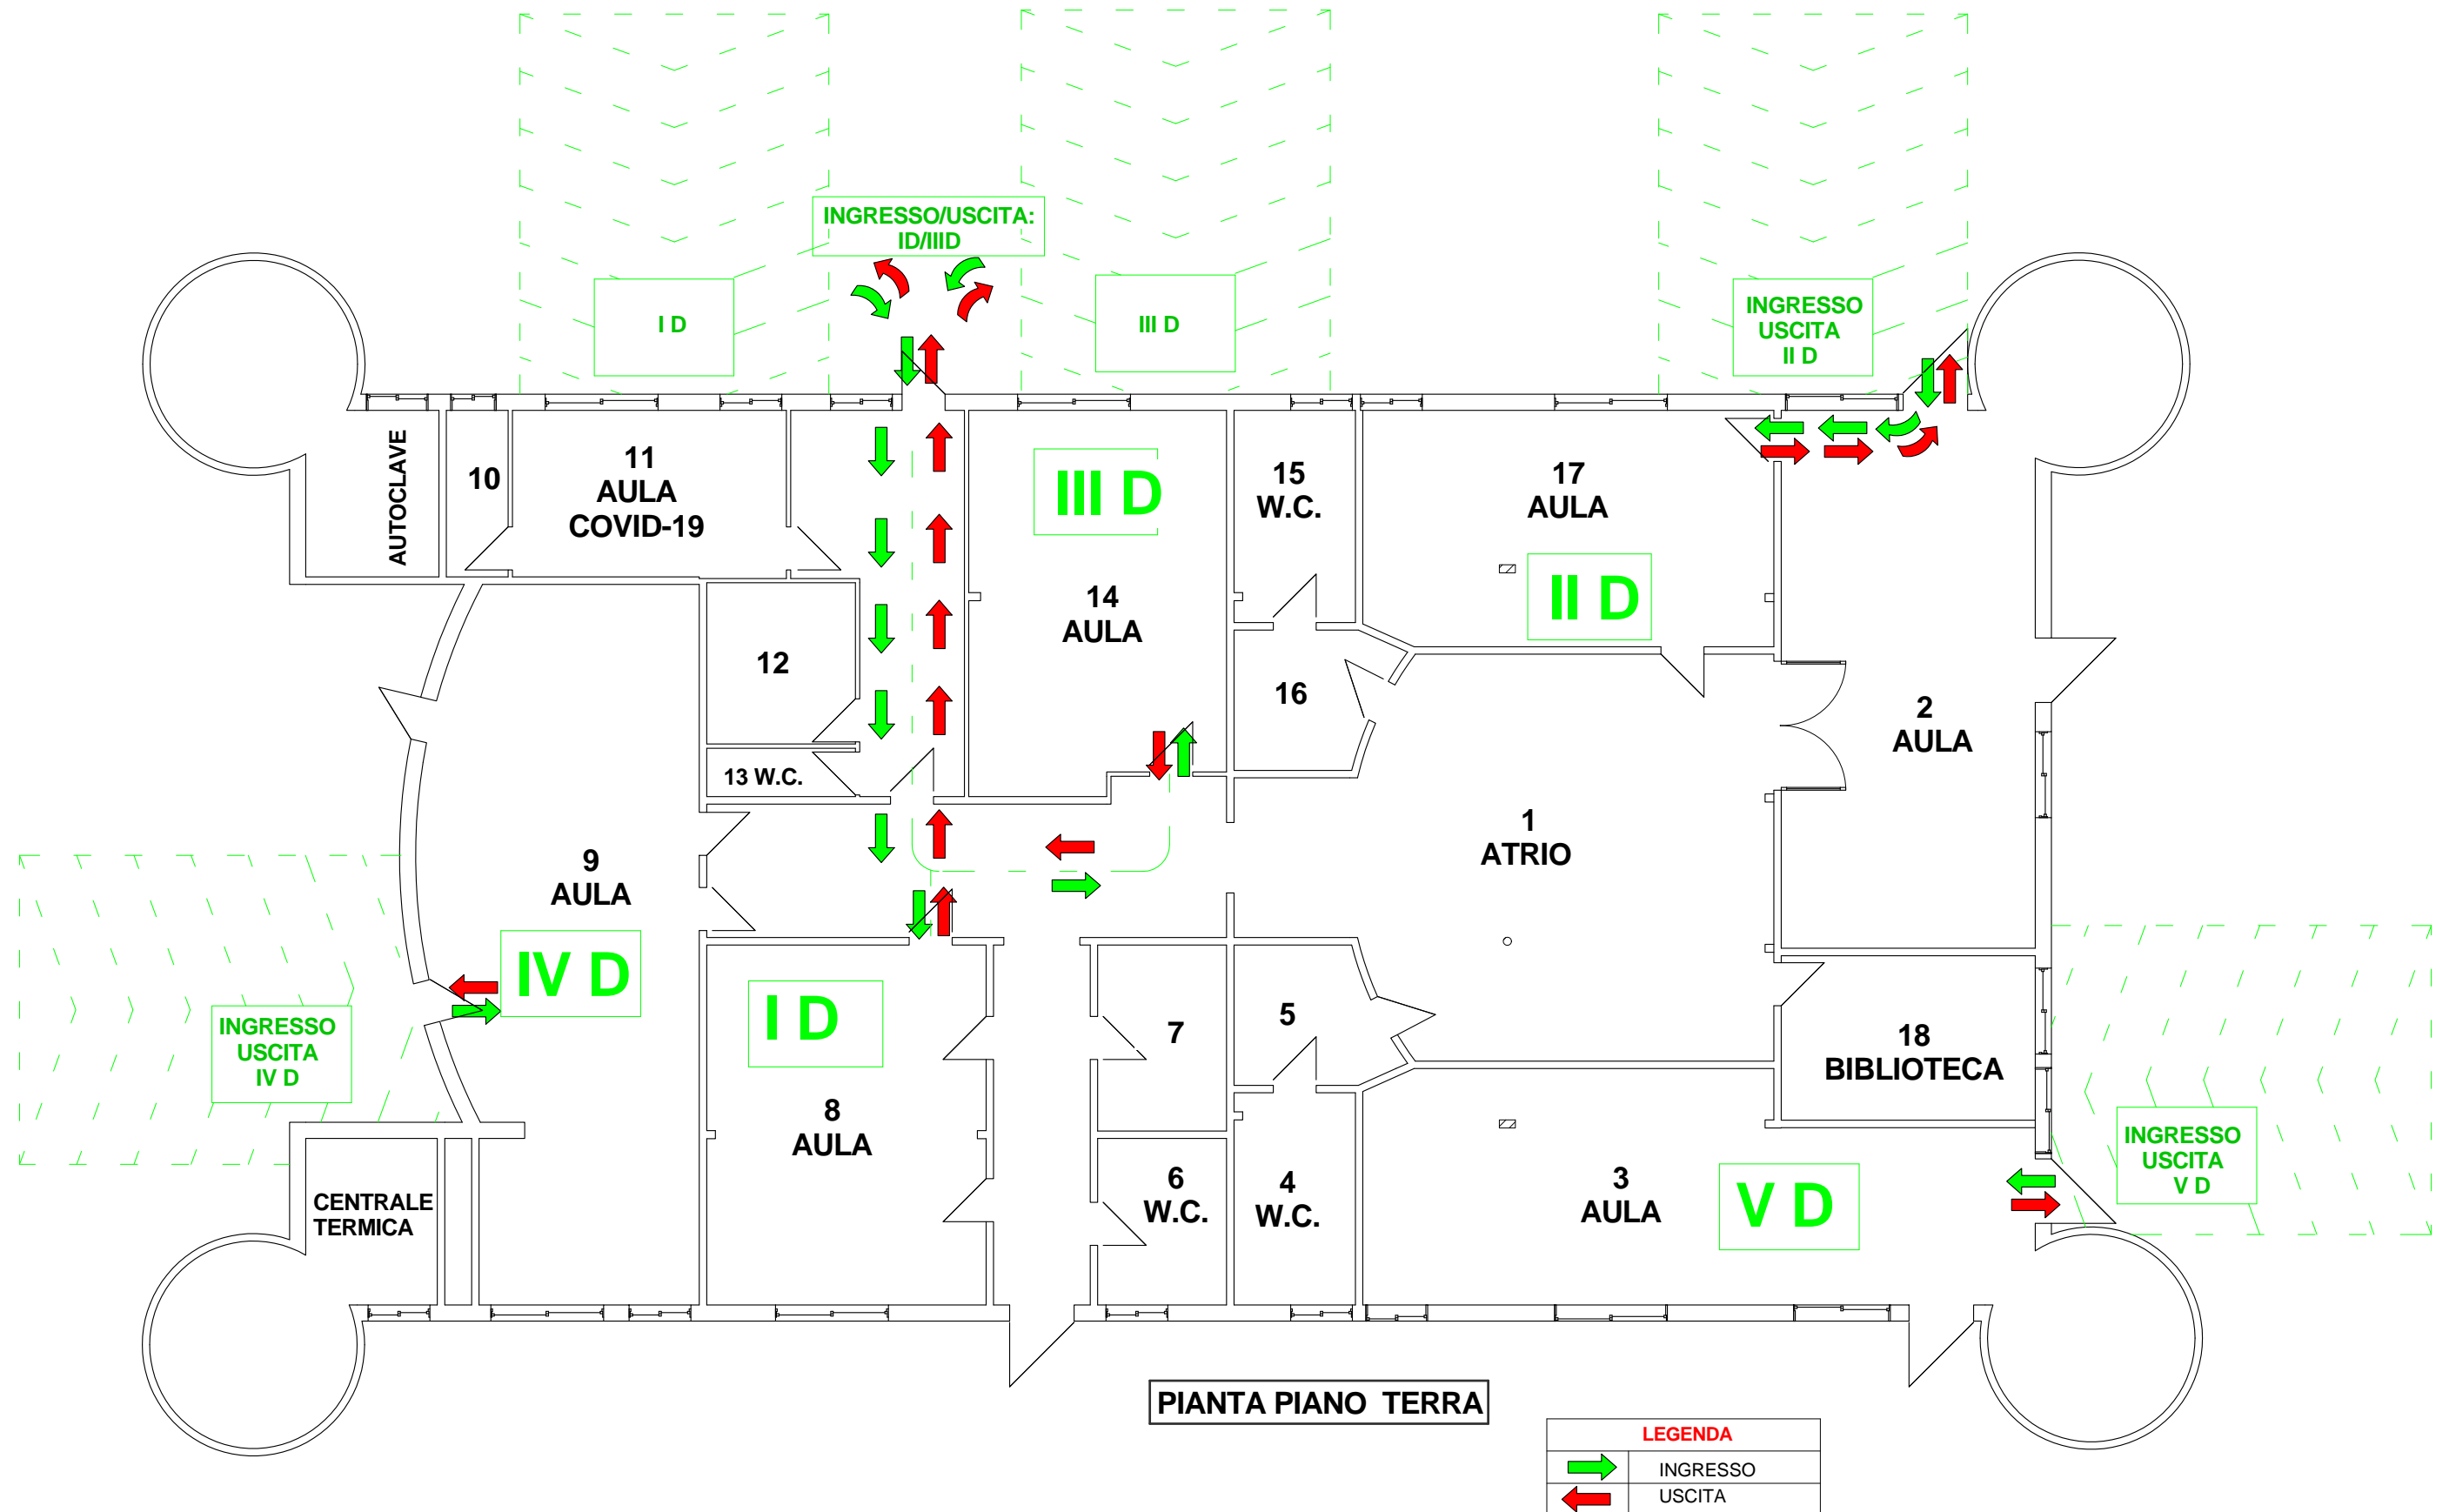 INGRESSO/USCITA:
ID/IIID
I D
III D
INGRESSO
USCITA
II D
AUTOCLAVE
10
11
AULA
COVID-19
III D
15
W.C.
17
AULA
II D
14
AULA
12
16
2
AULA
13 W.C.
1
ATRIO
9
AULA
IV D
I D
INGRESSO
USCITA
IV D
7
5
18
BIBLIOTECA
8
AULA
INGRESSO
USCITA
V D
CENTRALE
TERMICA
6
W.C.
4
W.C.
3
AULA
V D
PIANTA PIANO TERRA
LEGENDA
INGRESSO
USCITA